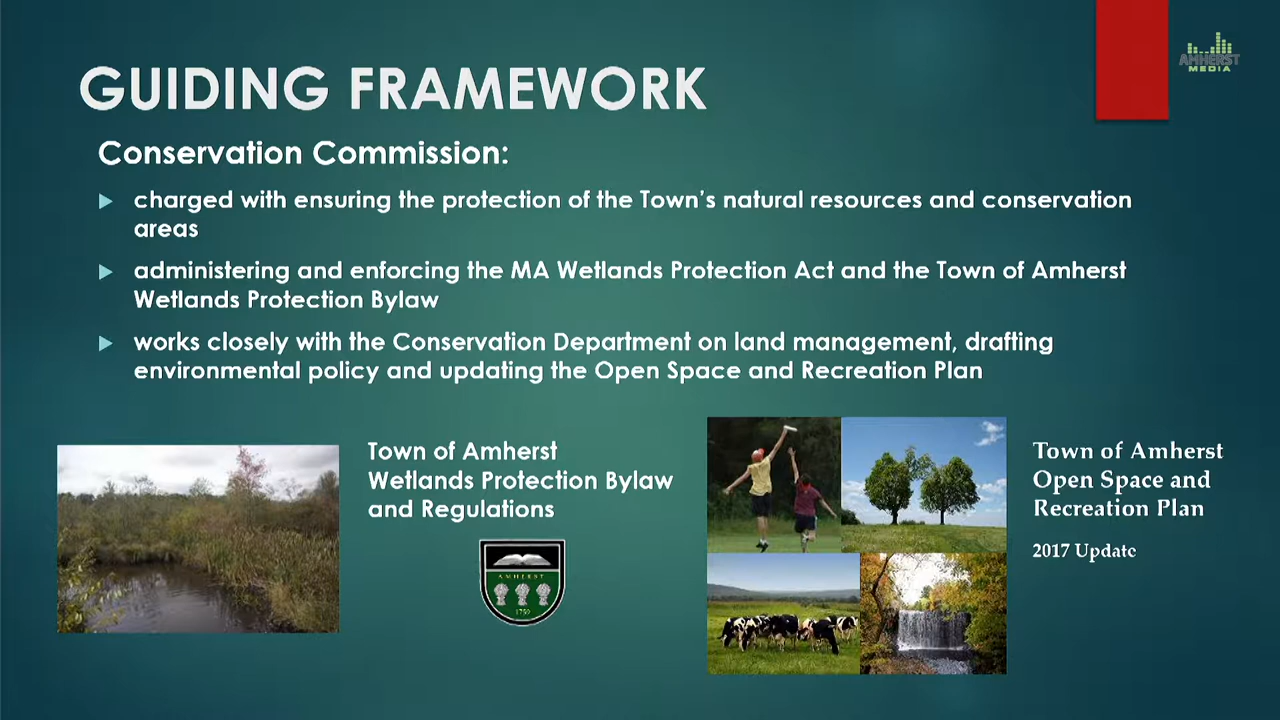 AMHERST
MEDIA
GUIDING FRAMEWORK
Conservation Commission:
charged with ensuring the protection of the Town's natural resources and conservation
areas
administering and enforcing the MA Wetlands Protection Act and the Town of Amherst
Wetlands Protection Bylaw
works closely with the Conservation Department on land management, drafting
environmental policy and updating the Open Space and Recreation Plan
Town of Amherst
Wetlands Protection Bylaw
and Regulations
AMHERST
1759
Town of Amherst
Open Space and
Recreation Plan
2017 Update